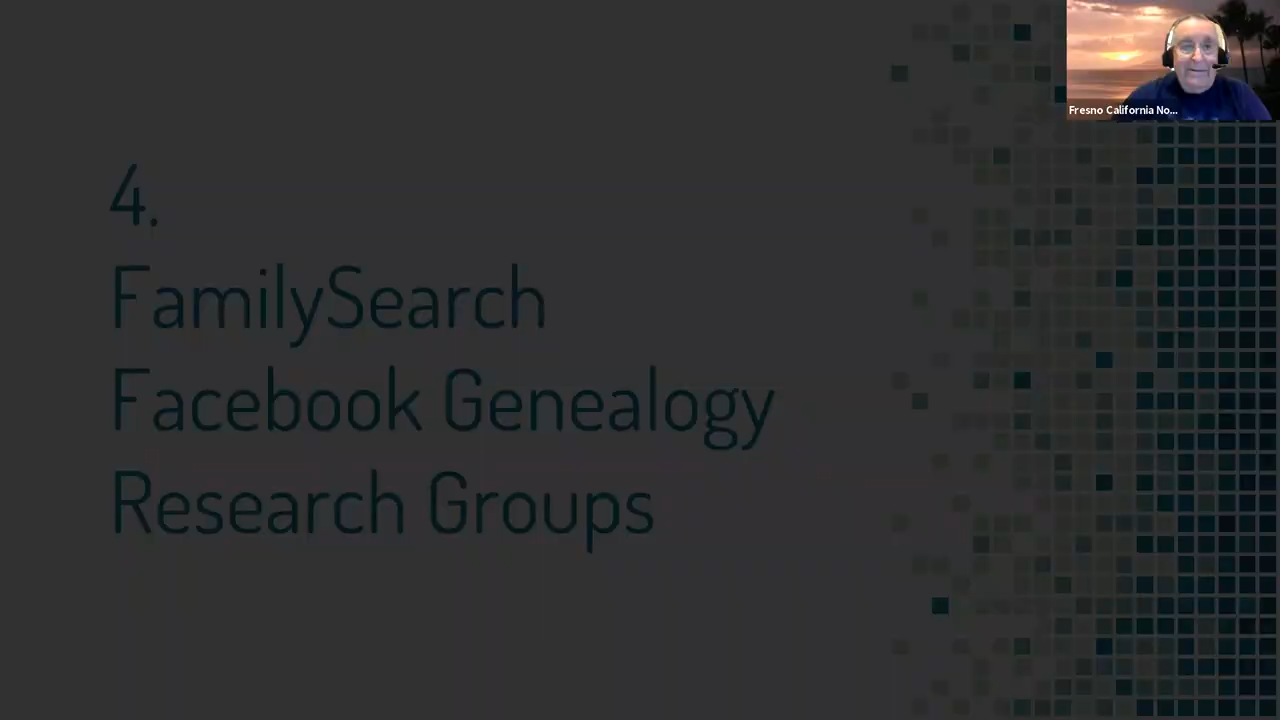 Fresno California No...
4.
FamilySearch
Facebook Genealogy
Research Groups